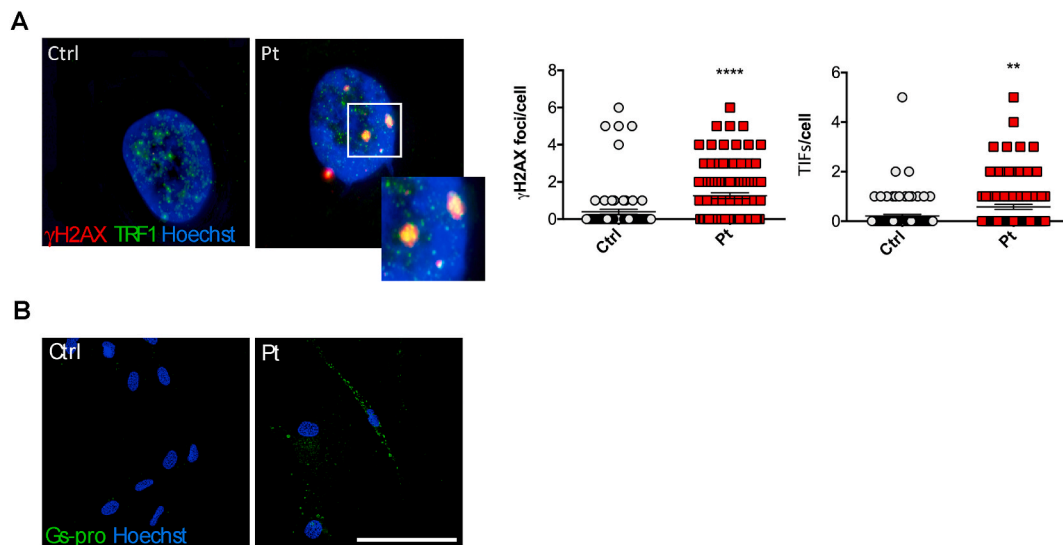 A
Ctrl
Pt
γH2AX TRF1 Hoechst
γH2AX foci/cell
8
6
4
2
0
****
Ctrl
Pt
TIFs/cell
6
4
2
0
**
Ctrl
Pt
B
Ctrl
Pt
Gs-pro Hoechst